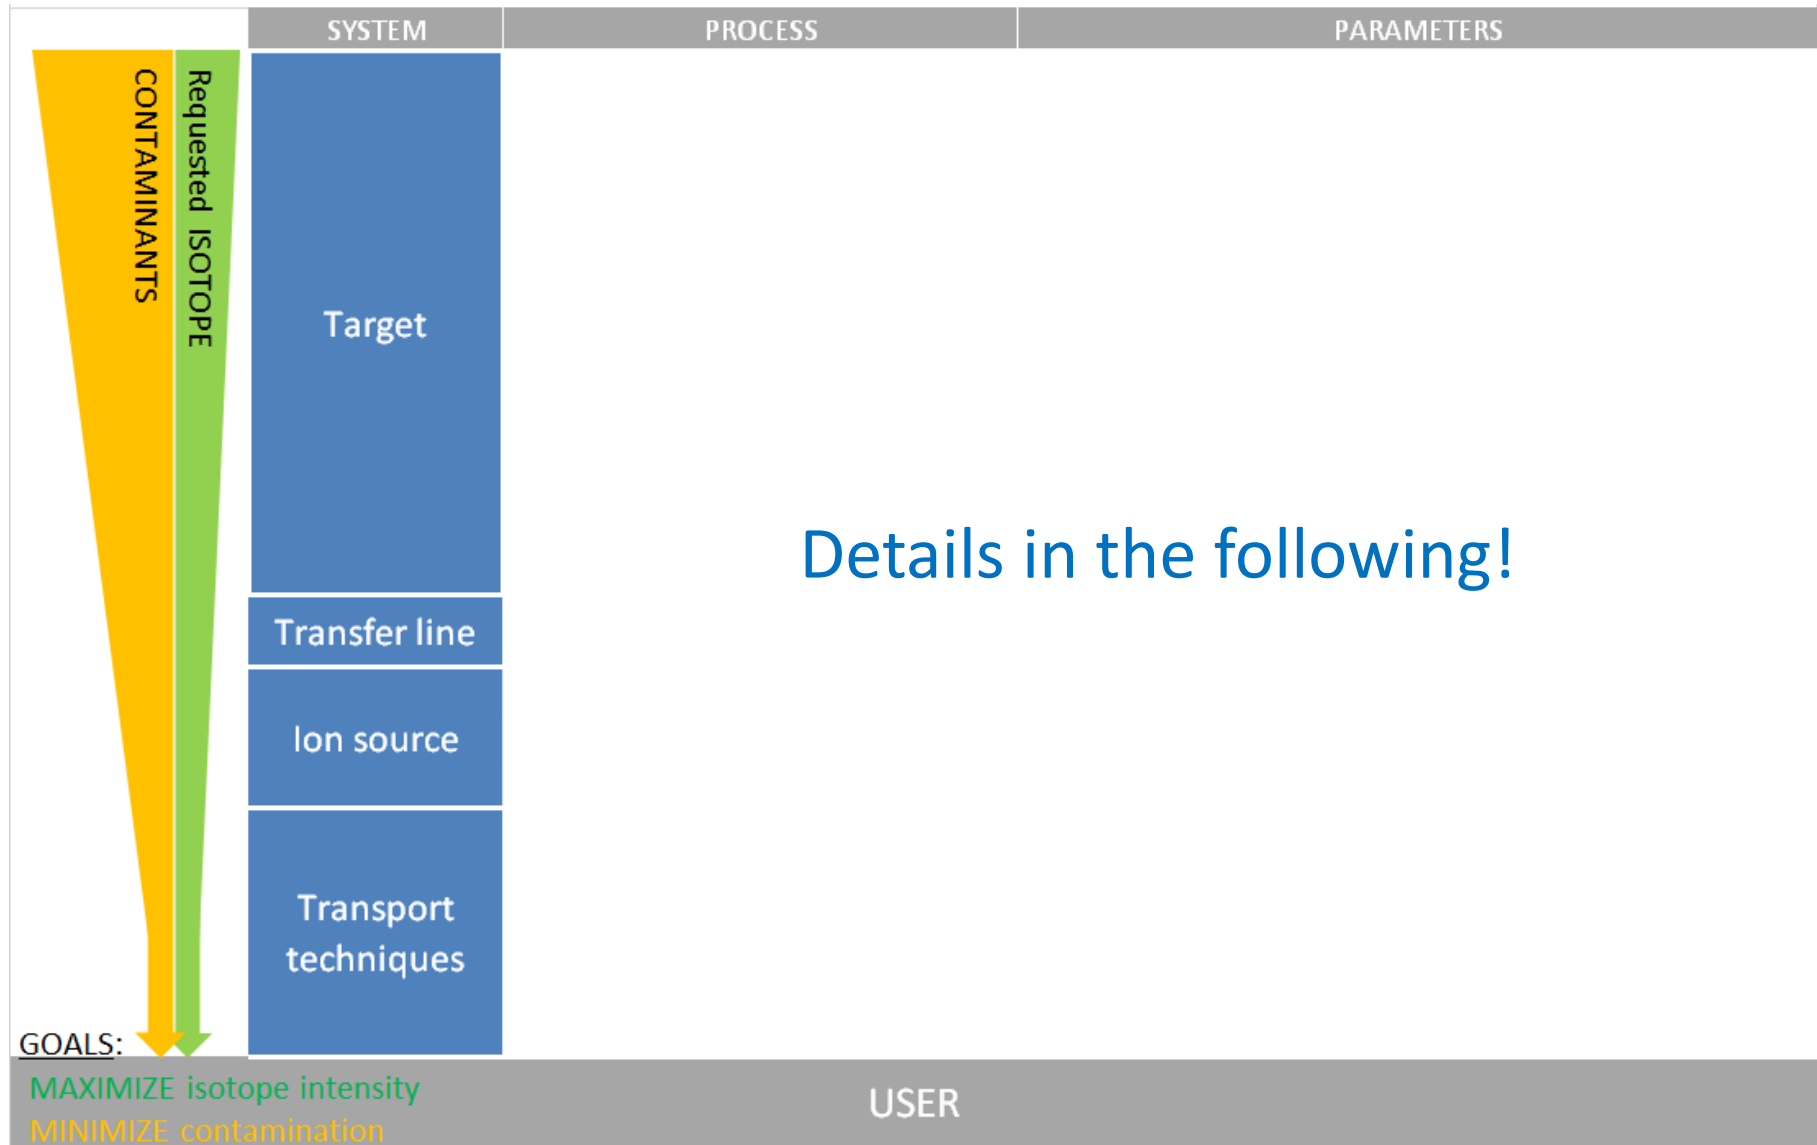 SYSTEM
PROCESS
PARAMETERS
CONTAMINANTS
Requested ISOTOPE
Target
Details in the following!
Transfer line
Ion source
Transport
techniques
GOALS:
MAXIMIZE isotope intensity
MINIMIZE contamination
USER